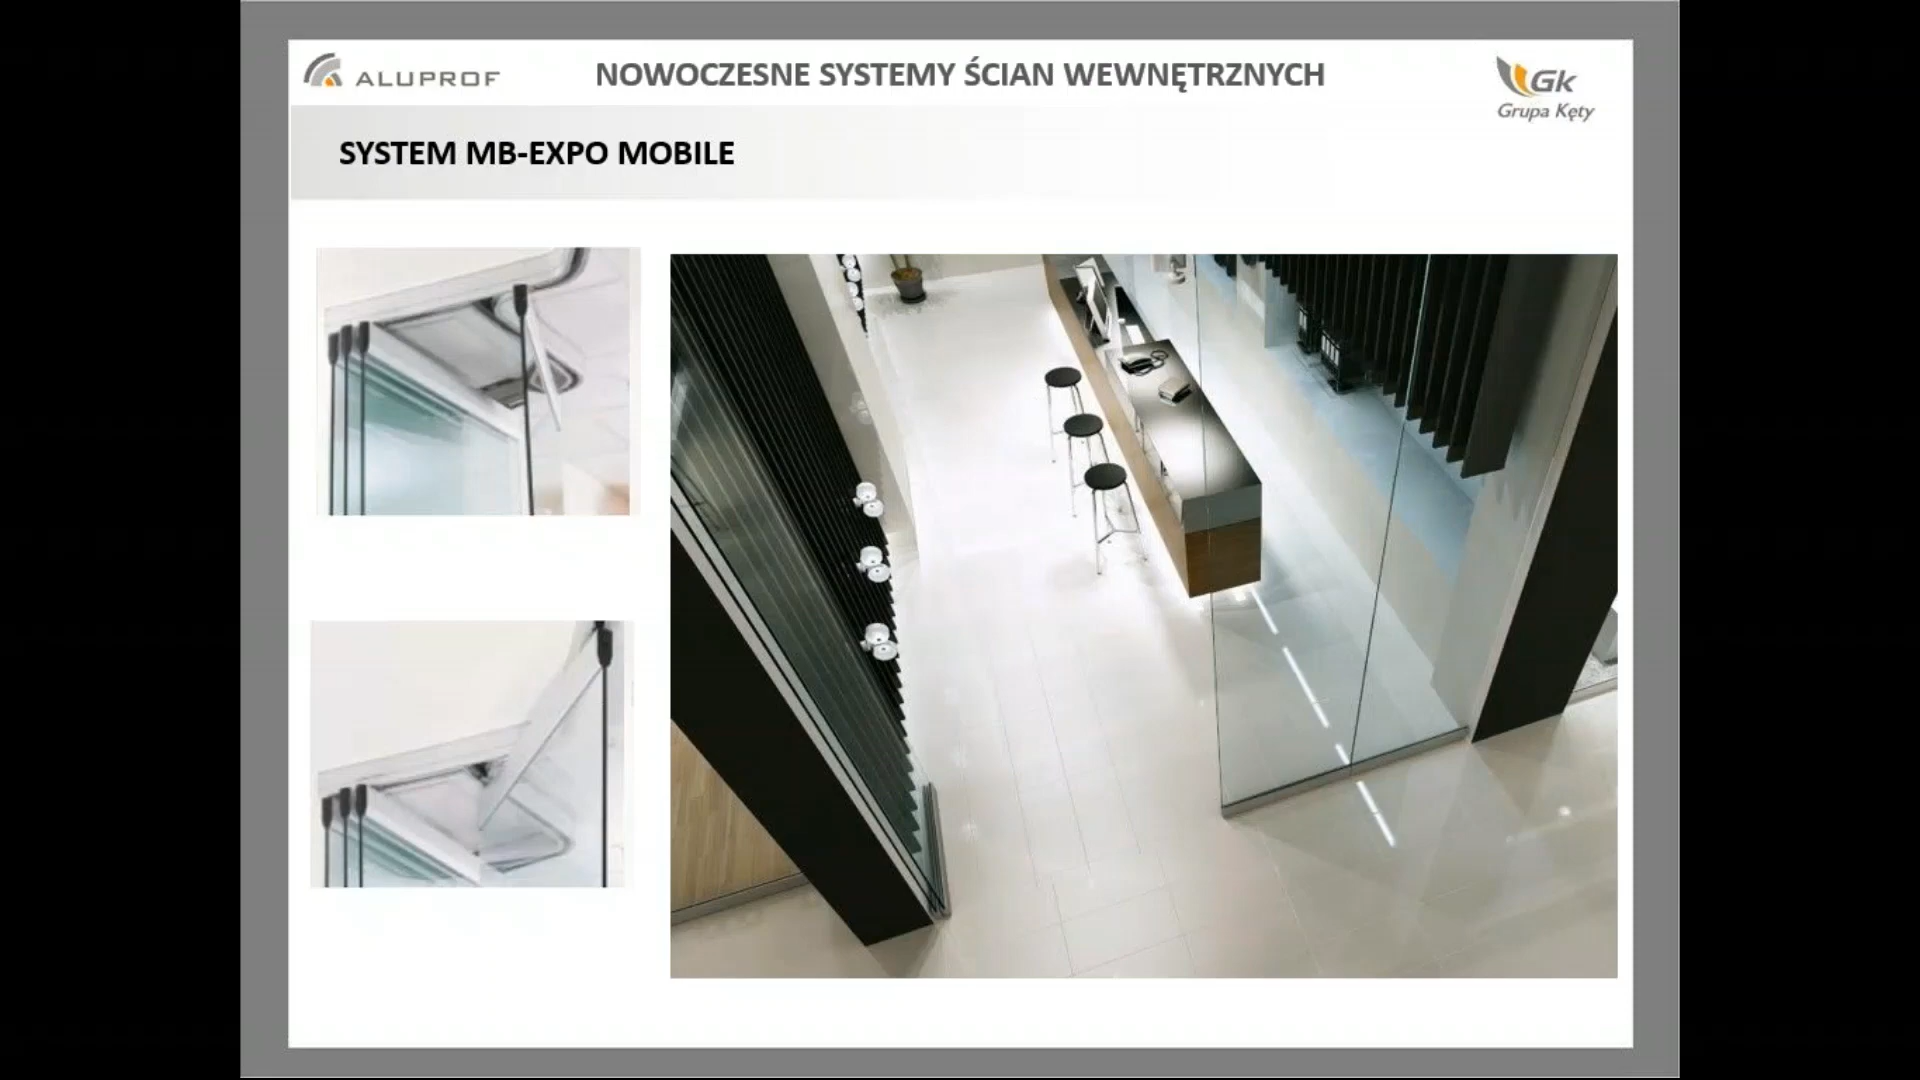 ALUPROF
NOWOCZESNE SYSTEMY ŚCIAN WEWNĘTRZNYCH
Gk
Grupa Kęty
SYSTEM MB-EXPO MOBILE